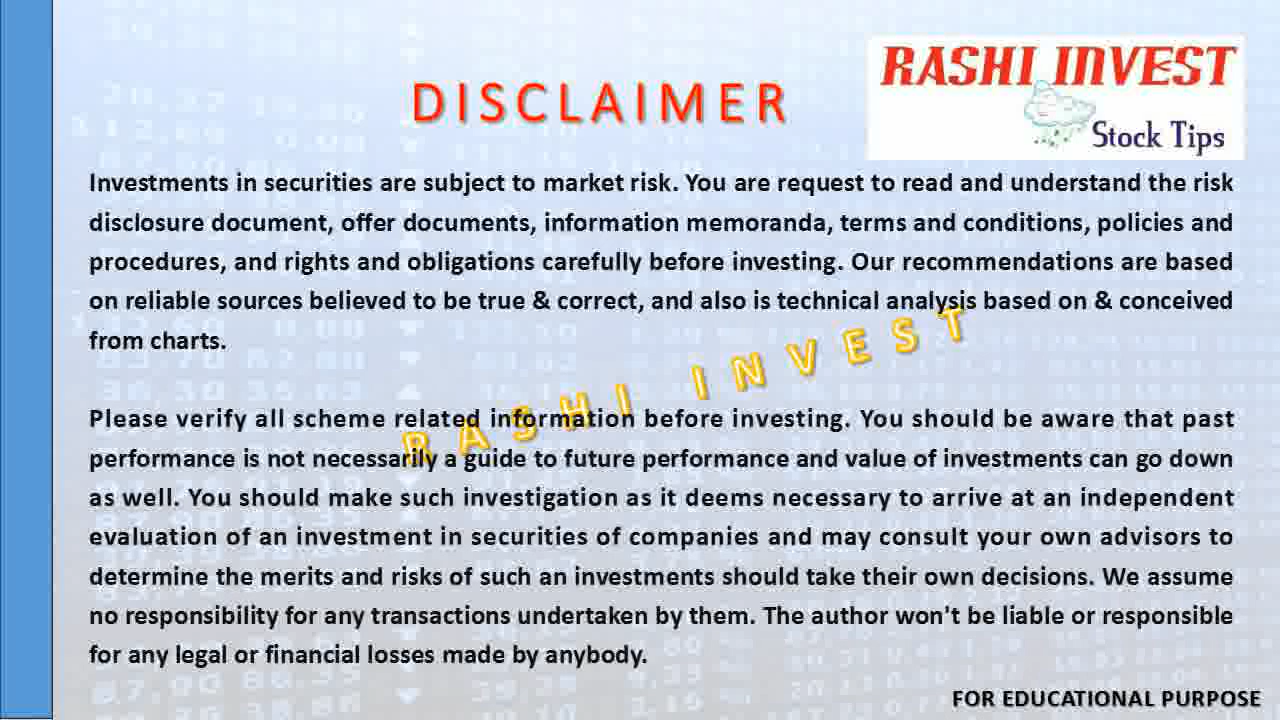 RASHI INVEST
Stock Tips
DISCLAIMER
Investments in securities are subject to market risk. You are request to read and understand the risk
disclosure document, offer documents, information memoranda, terms and conditions, policies and
procedures, and rights and obligations carefully before investing. Our recommendations are based
on reliable sources believed to be true & correct, and also is technical analysis based on & conceived
from charts.
RASHI INVEST
Please verify all scheme related information before investing. You should be aware that past
performance is not necessarily a guide to future performance and value of investments can go down
as well. You should make such investigation as it deems necessary to arrive at an independent
evaluation of an investment in securities of companies and may consult your own advisors to
determine the merits and risks of such an investments should take their own decisions. We assume
no responsibility for any transactions undertaken by them. The author won't be liable or responsible
for any legal or financial losses made by anybody.
FOR EDUCATIONAL PURPOSE